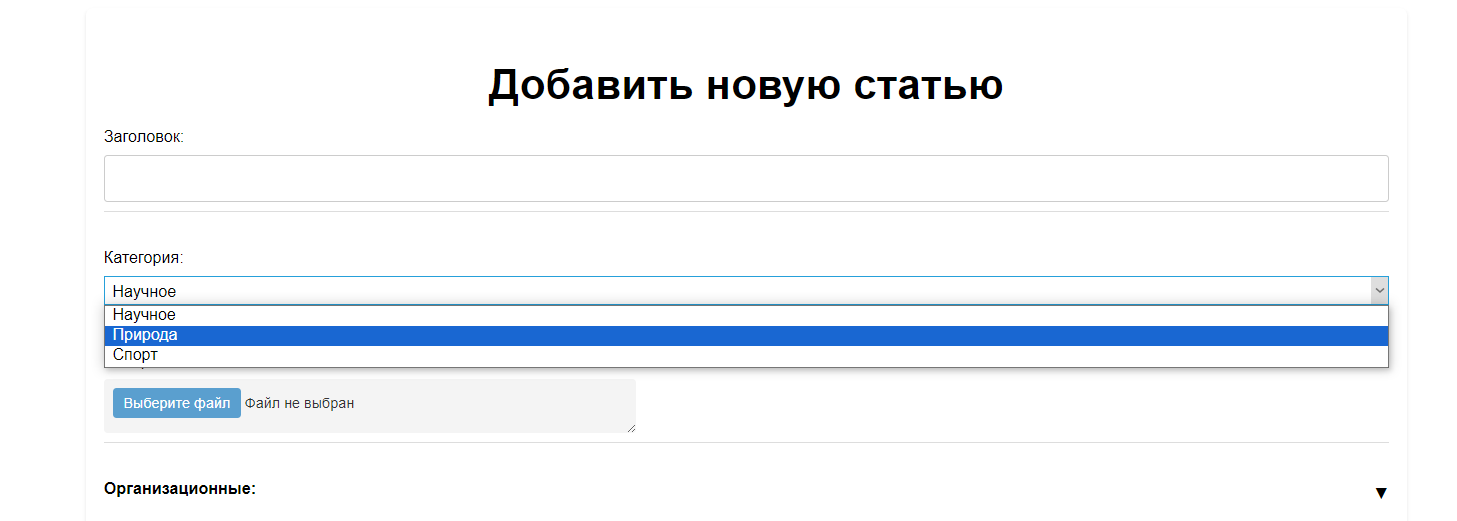 Добавить новую статью
Заголовок:
Категория:
Научное
Научное
Природа
Спорт
Выберите файл Файл не выбран
Организационные: